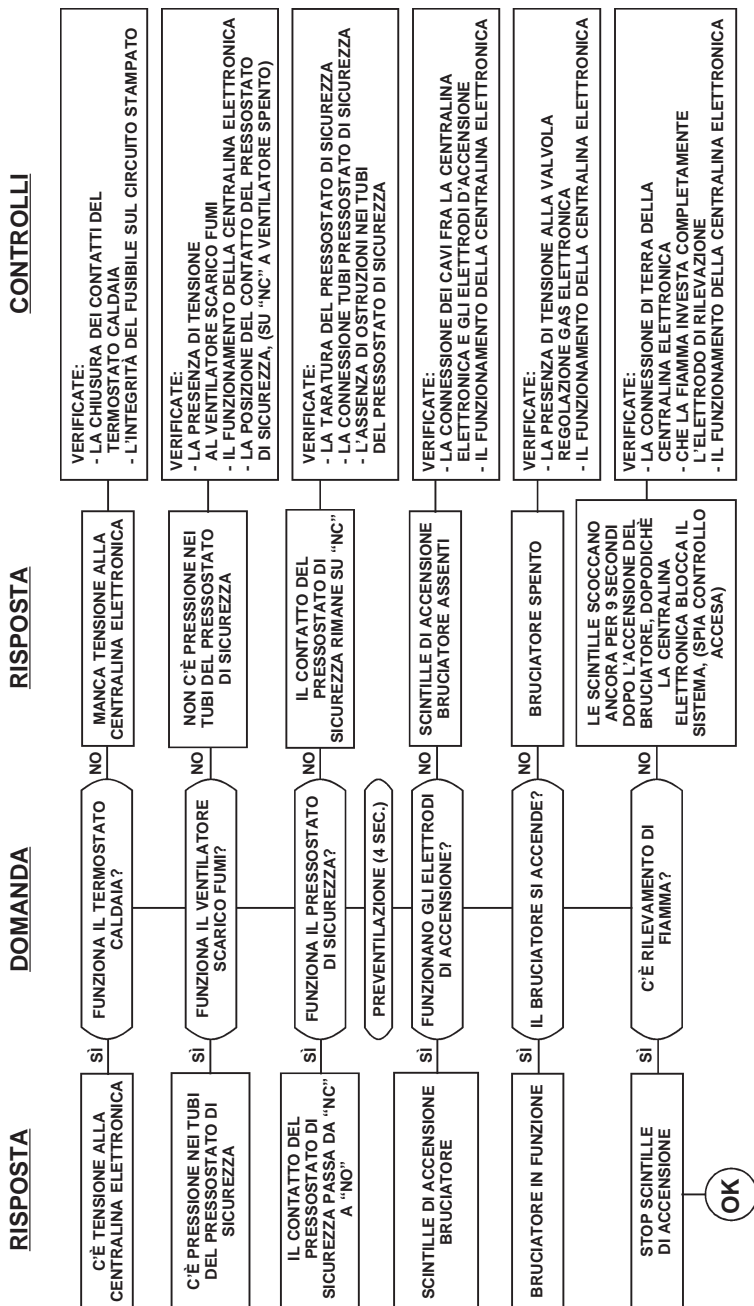 RISPOSTA
DOMANDA
RISPOSTA
CONTROLLI
C'È TENSIONE ALLA
CENTRALINA ELETTRONICA
SÌ
FUNZIONA IL TERMOSTATO
CALDAIA?
NO
MANCA TENSIONE ALLA
CENTRALINA ELETTRONICA
VERIFICATE:
- LA CHIUSURA DEI CONTATTI DEL
TERMOSTATO CALDAIA
- L'INTEGRITÀ DEL FUSIBILE SUL CIRCUITO STAMPATO
C'È PRESSIONE NEI TUBI
DEL PRESSOSTATO DI
SICUREZZA
SÌ
FUNZIONA IL VENTILATORE
SCARICO FUMI?
NO
NON C'È PRESSIONE NEI
TUBI DEL PRESSOSTATO
DI SICUREZZA
VERIFICATE:
- LA PRESENZA DI TENSIONE
AL VENTILATORE SCARICO FUMI
- IL FUNZIONAMENTO DELLA CENTRALINA ELETTRONICA
- LA POSIZIONE DEL CONTATTO DEL PRESSOSTATO
DI SICUREZZA, (SU “NC” A VENTILATORE SPENTO)
IL CONTATTO DEL
PRESSOSTATO DI
SICUREZZA PASSA DA “NC”
A “NO”
SÌ
FUNZIONA IL PRESSOSTATO
DI SICUREZZA?
NO
IL CONTATTO DEL
PRESSOSTATO DI
SICUREZZA RIMANE SU “NC”
VERIFICATE:
- LA TARATURA DEL PRESSOSTATO DI SICUREZZA
- LA CONNESSIONE TUBI PRESSOSTATO DI SICUREZZA
- L'ASSENZA DI OSTRUZIONI NEI TUBI
DEL PRESSOSTATO DI SICUREZZA
PREVENTILAZIONE (4 SEC.)
SCINTILLE DI ACCENSIONE
BRUCIATORE
SÌ
FUNZIONANO GLI ELETTRODI
DI ACCENSIONE?
NO
SCINTILLE DI ACCENSIONE
BRUCIATORE ASSENTI
VERIFICATE:
- LA CONNESSIONE DEI CAVI FRA LA CENTRALINA
ELETTRONICA E GLI ELETTRODI D'ACCENSIONE
- IL FUNZIONAMENTO DELLA CENTRALINA ELETTRONICA
BRUCIATORE IN FUNZIONE
SÌ
IL BRUCIATORE SI ACCENDE?
NO
BRUCIATORE SPENTO
VERIFICATE:
- LA PRESENZA DI TENSIONE ALLA VALVOLA
REGOLAZIONE GAS ELETTRONICA
- IL FUNZIONAMENTO DELLA CENTRALINA ELETTRONICA
STOP SCINTILLE
DI ACCENSIONE
SÌ
C'È RILEVAMENTO DI
FIAMMA?
NO
LE SCINTILLE SCOCCANO
ANCORA PER 9 SECONDI
DOPO L'ACCENSIONE DEL
BRUCIATORE, DOPODICHÈ
LA CENTRALINA
ELETTRONICA BLOCCA IL
SISTEMA, (SPIA CONTROLLO
ACCESA)
VERIFICATE:
- LA CONNESSIONE DI TERRA DELLA
CENTRALINA ELETTRONICA
- CHE LA FIAMMA INVESTA COMPLETAMENTE
L'ELETTRODO DI RILEVAZIONE
- IL FUNZIONAMENTO DELLA CENTRALINA ELETTRONICA
OK